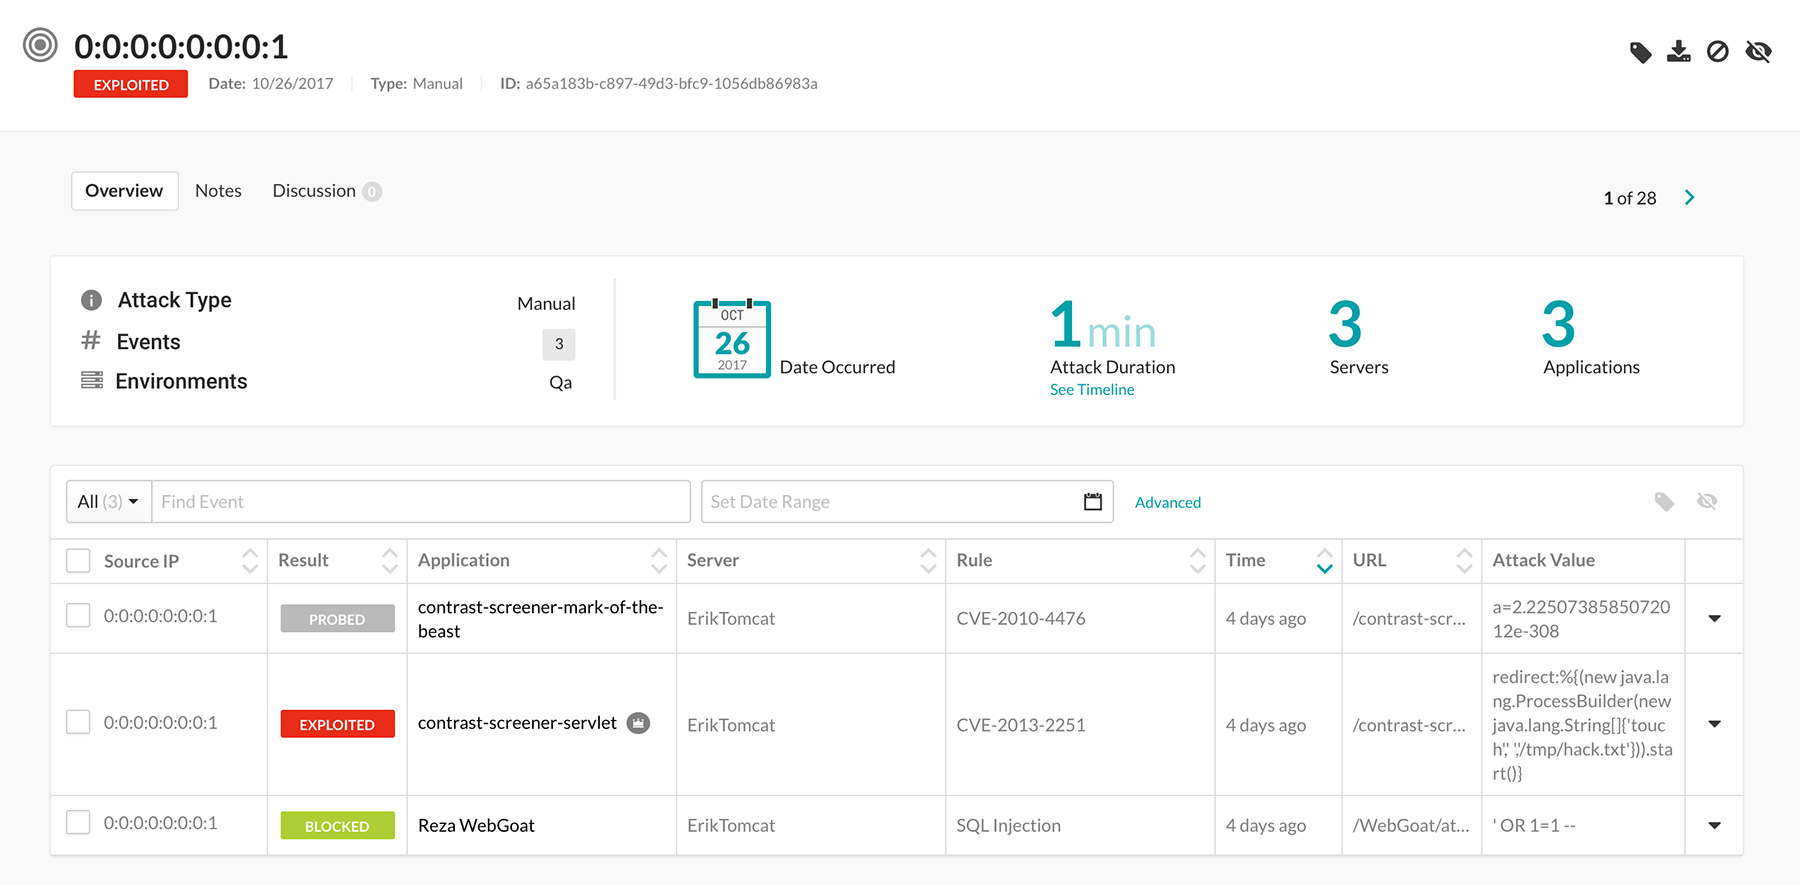 0:0:0:0:0:0:0:1
EXPLOITED Date: 10/26/2017 Type: Manual ID: a65a183b-c897-49d3-bfc9-1056db86983a
Overview Notes Discussion 0
1 of 28
Attack Type Manual
# Events 3
Environments Qa
OCT
26
2017
Date Occurred
1 min
Attack Duration
See Timeline
3
Servers
3
Applications
All (3) Find Event Set Date Range Advanced
Source IP Result Application Server Rule Time URL Attack Value
0:0:0:0:0:0:0:1 PROBED contrast-screener-mark-of-the-
beast ErikTomcat CVE-2010-4476 4 days ago /contrast-scr... a=2.22507385850720
12e-308
0:0:0:0:0:0:0:1 EXPLOITED contrast-screener-servlet ErikTomcat CVE-2013-2251 4 days ago /contrast-scr... redirect:%{(new java.la
ng.ProcessBuilder(new
java.lang.String[]{'touc
h',' '/tmp/hack.txt'})).sta
rt()}
0:0:0:0:0:0:0:1 BLOCKED Reza WebGoat ErikTomcat SQL Injection 4 days ago /WebGoat/at... ' OR 1=1 --